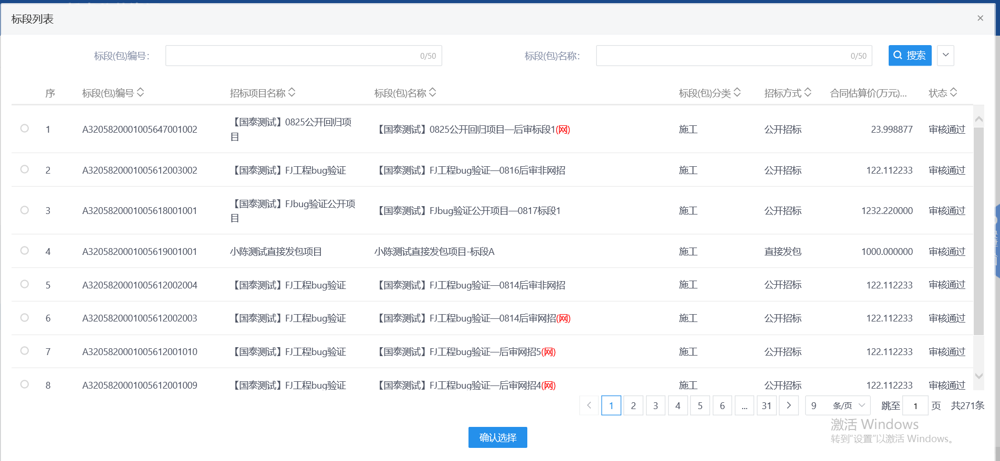 标段列表
标段(包)编号: 0/50 标段(包)名称: 0/50 搜索
序 标段(包)编号 招标项目名称 标段(包)名称 标段(包)分类 招标方式 合同估算价(万元)... 状态
1 A3205820001005647001002 【国泰测试】0825公开回归项目 【国泰测试】0825公开回归项目—后审标段1(网) 施工 公开招标 23.998877 审核通过
2 A3205820001005612003002 【国泰测试】FJ工程bug验证 【国泰测试】FJ工程bug验证—0816后审非网招 施工 公开招标 122.112233 审核通过
3 A3205820001005618001001 【国泰测试】FJbug验证公开项目 【国泰测试】FJbug验证公开项目—0817标段1 施工 公开招标 1232.220000 审核通过
4 A3205820001005619001001 小陈测试直接发包项目 小陈测试直接发包项目-标段A 施工 直接发包 1000.000000 审核通过
5 A3205820001005612002004 【国泰测试】FJ工程bug验证 【国泰测试】FJ工程bug验证—0814后审非网招 施工 公开招标 122.112233 审核通过
6 A3205820001005612002003 【国泰测试】FJ工程bug验证 【国泰测试】FJ工程bug验证—0814后审网招(网) 施工 公开招标 122.112233 审核通过
7 A3205820001005612001010 【国泰测试】FJ工程bug验证 【国泰测试】FJ工程bug验证—后审网招5(网) 施工 公开招标 122.112233 审核通过
8 A3205820001005612001009 【国泰测试】FJ工程bug验证 【国泰测试】FJ工程bug验证—后审网招4(网) 施工 公开招标 122.112233 审核通过
1 2 3 4 5 6 ... 31 9 条/页 跳至 1 页 共271条
激活 Windows
转到"设置"以激活 Windows。
确认选择